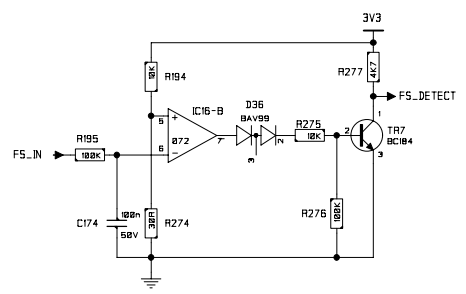 3V3
R194
10K
R277
4K7
FS_DETECT
IC16-B
D36
BAV99
R275
10K
5
+
072
6
-
7
3
2
1
2
3
TR7
BC184
R195
100K
FS_IN
C174
100n
50V
30R
R274
R276
100K